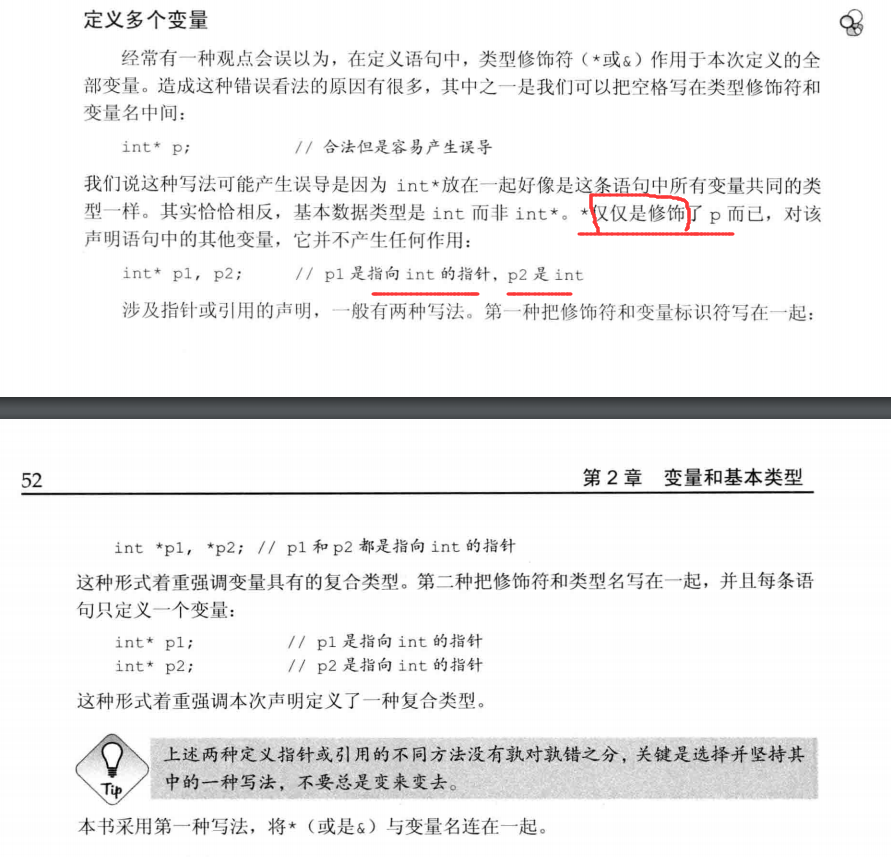 定义多个变量
经常有一种观点会误以为，在定义语句中，类型修饰符（*或&）作用于本次定义的全
部变量。造成这种错误看法的原因有很多，其中之一是我们可以把空格写在类型修饰符和
变量名中间：
int* p; // 合法但是容易产生误导
我们说这种写法可能产生误导是因为 int*放在一起好像是这条语句中所有变量共同的类
型一样。其实恰恰相反，基本数据类型是 int 而非 int*。*仅仅是修饰了 p 而已，对该
声明语句中的其他变量，它并不产生任何作用：
int* p1, p2; // p1 是指向 int 的指针，p2 是 int
涉及指针或引用的声明，一般有两种写法。第一种把修饰符和变量标识符写在一起：
52 第 2 章 变量和基本类型
int *p1, *p2; // p1 和 p2 都是指向 int 的指针
这种形式着重强调变量具有的复合类型。第二种把修饰符和类型名写在一起，并且每条语
句只定义一个变量：
int* p1; // p1 是指向 int 的指针
int* p2; // p2 是指向 int 的指针
这种形式着重强调本次声明定义了一种复合类型。
上述两种定义指针或引用的不同方法没有孰对孰错之分，关键是选择并坚持其
中的一种写法，不要总是变来变去。
Tip
本书采用第一种写法，将*（或是&）与变量名连在一起。